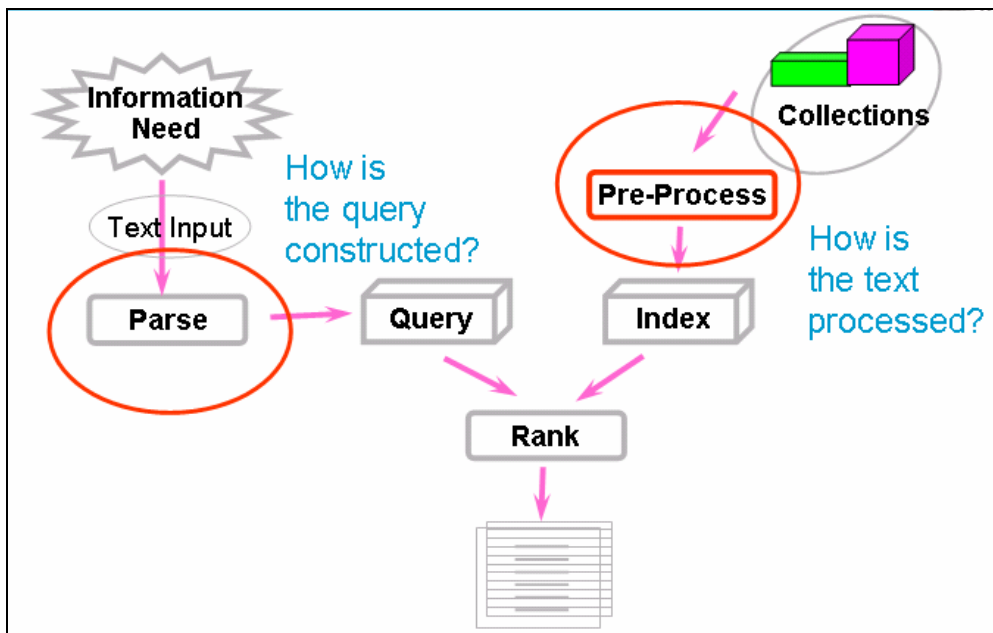 Information
Need
Collections
How is
the query
constructed?
Pre-Process
Text Input
How is
the text
processed?
Parse
Query
Index
Rank